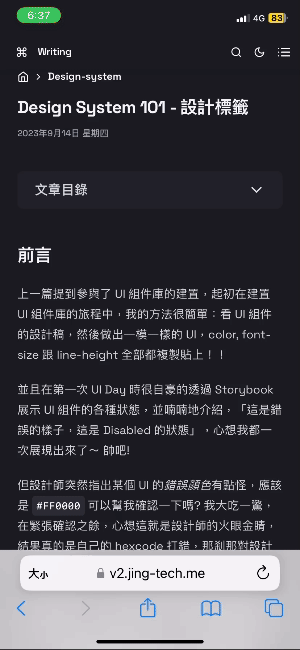 6:37
4G 83
Writing
Design-system
Design System 101 - 設計標籤
2023年9月14日 星期四
文章目錄
前言
上一篇提到參與了 UI 組件庫的建置，起初在建置
UI 組件庫的旅程中，我的方法很簡單：看 UI 組件
的設計稿，然後做出一模一樣的 UI，color, font-
size 跟 line-height 全部都複製貼上！！
並且在第一次 UI Day 時很自豪的透過 Storybook
展示 UI 組件的各種狀態，並喃喃地介紹，「這是錯
誤的樣子，這是 Disabled 的狀態」，心想我都一
次展現出來了～ 帥吧!
但設計師突然指出某個 UI 的錯誤顏色有點怪，應該
是 #FF0000 可以幫我確認一下嗎? 我大吃一驚，
在緊張確認之餘，心想這就是設計師的火眼金睛，
結果真的是自己的 hexcode 打錯，那剎那對設計
大小
v2.jing-tech.me